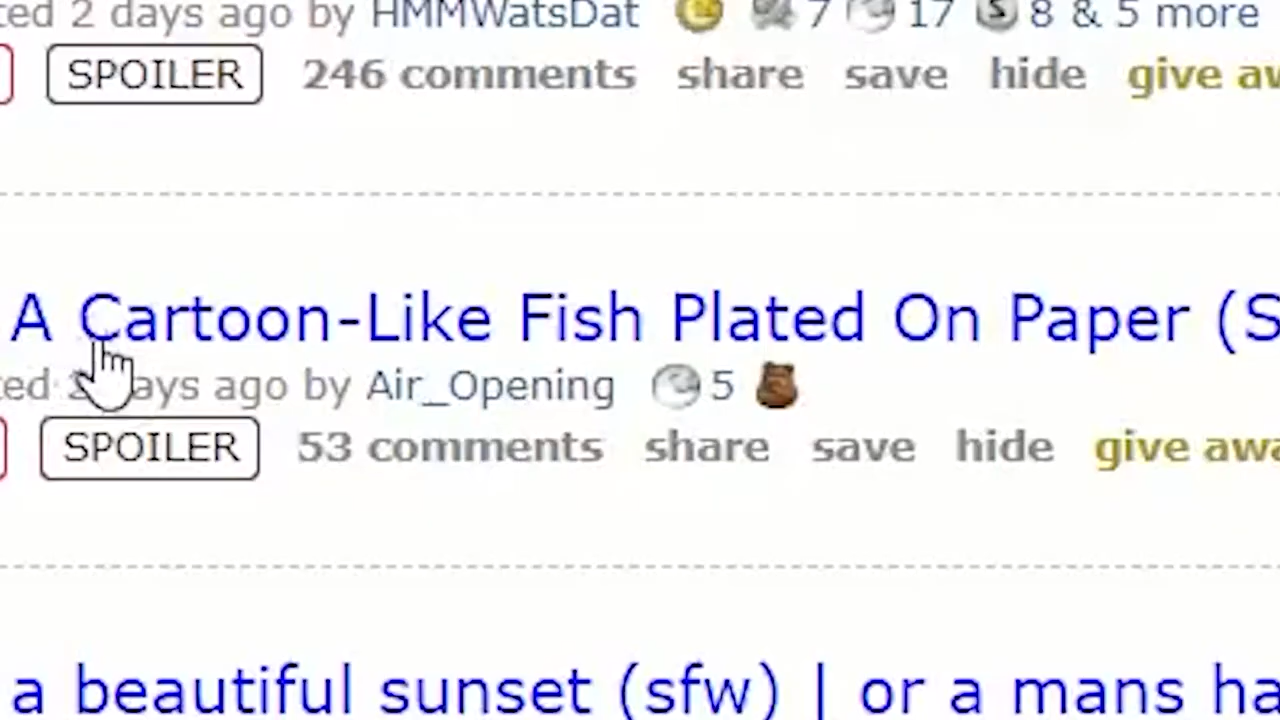 ted 2 days ago by HMMWatsDat 7 17 8 & 5 more
SPOILER 246 comments share save hide give aw
A Cartoon-Like Fish Plated On Paper (S
ted days ago by Air_Opening 5
SPOILER 53 comments share save hide give awa
a beautiful sunset (sfw) | or a mans ha